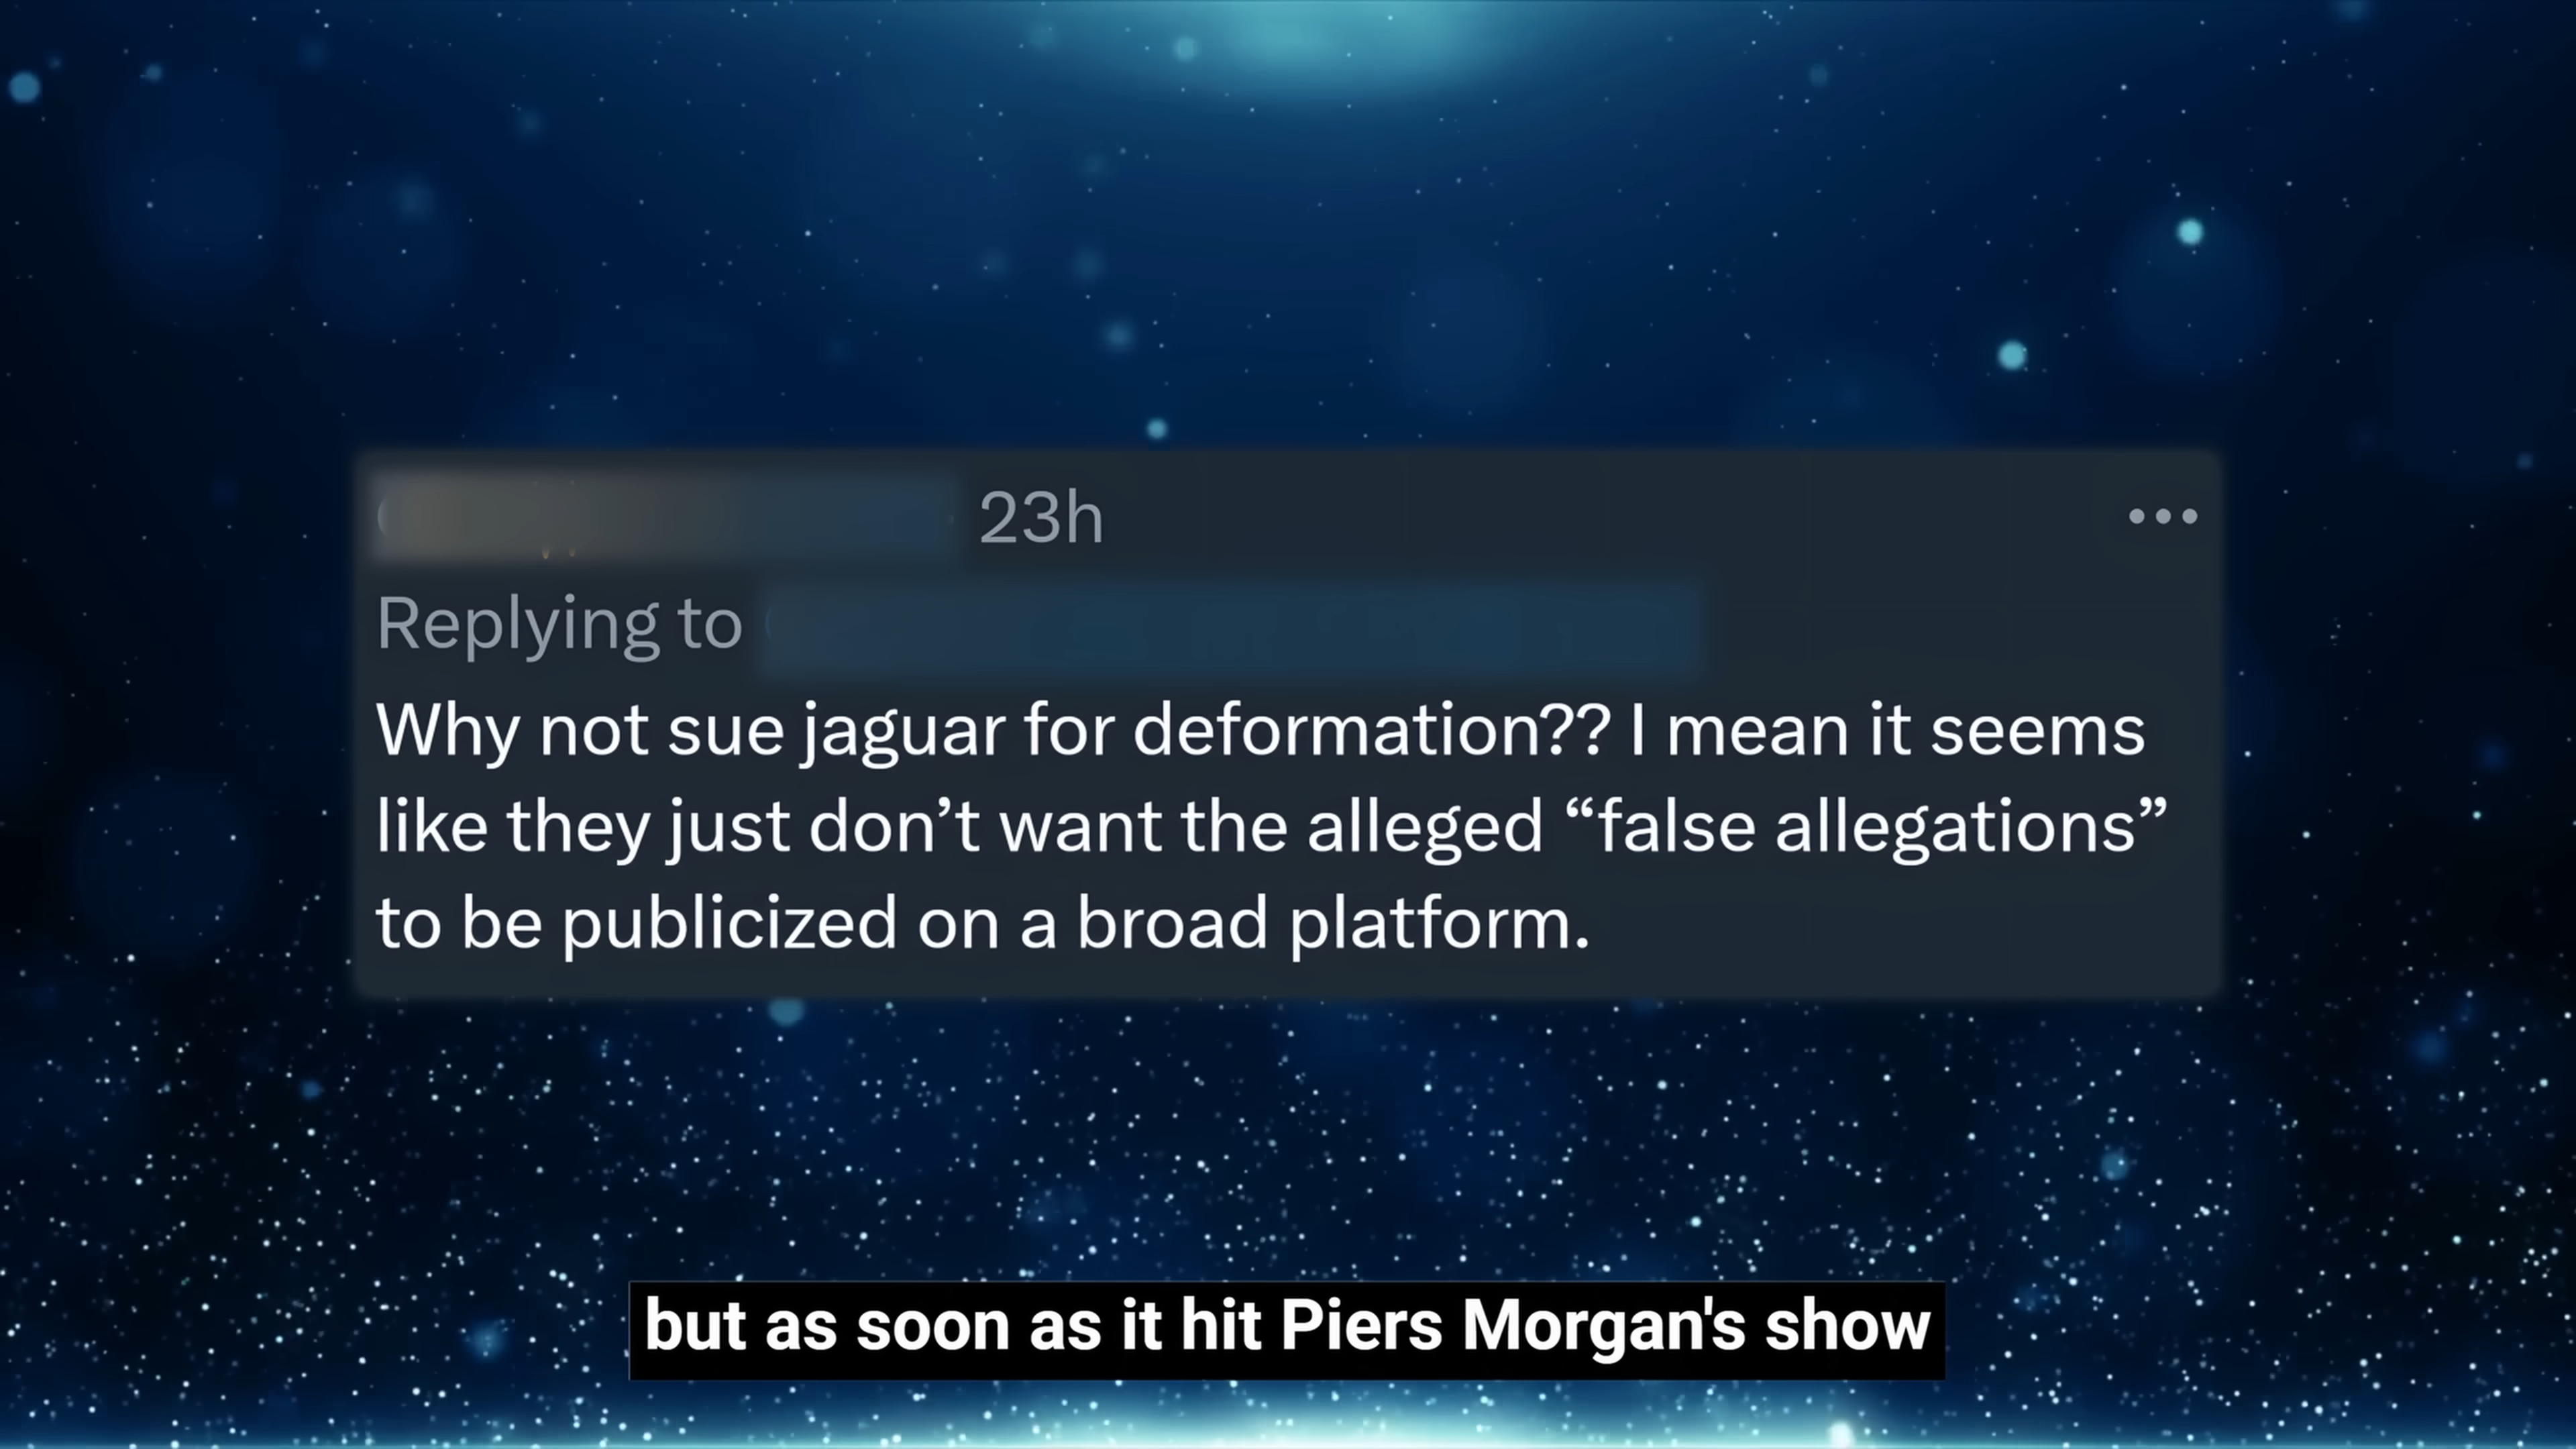 23h
Replying to
Why not sue jaguar for deformation?? I mean it seems
like they just don’t want the alleged “false allegations”
to be publicized on a broad platform.
but as soon as it hit Piers Morgan's show